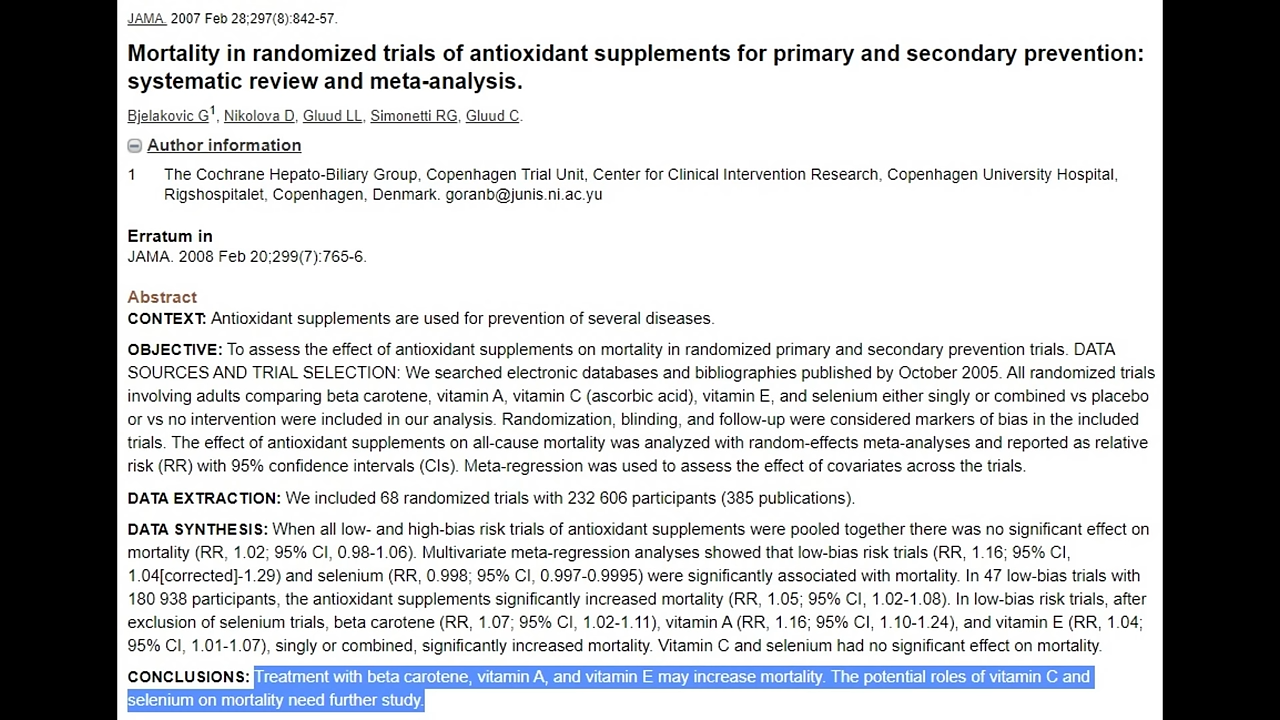 JAMA. 2007 Feb 28;297(8):842-57.
Mortality in randomized trials of antioxidant supplements for primary and secondary prevention:
systematic review and meta-analysis.
Bjelakovic G1, Nikolova D, Gluud LL, Simonetti RG, Gluud C.
Author information
1 The Cochrane Hepato-Biliary Group, Copenhagen Trial Unit, Center for Clinical Intervention Research, Copenhagen University Hospital,
Rigshospitalet, Copenhagen, Denmark. goranb@junis.ni.ac.yu
Erratum in
JAMA. 2008 Feb 20;299(7):765-6.
Abstract
CONTEXT: Antioxidant supplements are used for prevention of several diseases.
OBJECTIVE: To assess the effect of antioxidant supplements on mortality in randomized primary and secondary prevention trials. DATA
SOURCES AND TRIAL SELECTION: We searched electronic databases and bibliographies published by October 2005. All randomized trials
involving adults comparing beta carotene, vitamin A, vitamin C (ascorbic acid), vitamin E, and selenium either singly or combined vs placebo
or vs no intervention were included in our analysis. Randomization, blinding, and follow-up were considered markers of bias in the included
trials. The effect of antioxidant supplements on all-cause mortality was analyzed with random-effects meta-analyses and reported as relative
risk (RR) with 95% confidence intervals (CIs). Meta-regression was used to assess the effect of covariates across the trials.
DATA EXTRACTION: We included 68 randomized trials with 232 606 participants (385 publications).
DATA SYNTHESIS: When all low- and high-bias risk trials of antioxidant supplements were pooled together there was no significant effect on
mortality (RR, 1.02; 95% CI, 0.98-1.06). Multivariate meta-regression analyses showed that low-bias risk trials (RR, 1.16; 95% CI,
1.04[corrected]-1.29) and selenium (RR, 0.998; 95% CI, 0.997-0.9995) were significantly associated with mortality. In 47 low-bias trials with
180 938 participants, the antioxidant supplements significantly increased mortality (RR, 1.05; 95% CI, 1.02-1.08). In low-bias risk trials, after
exclusion of selenium trials, beta carotene (RR, 1.07; 95% CI, 1.02-1.11), vitamin A (RR, 1.16; 95% CI, 1.10-1.24), and vitamin E (RR, 1.04;
95% CI, 1.01-1.07), singly or combined, significantly increased mortality. Vitamin C and selenium had no significant effect on mortality.
CONCLUSIONS: Treatment with beta carotene, vitamin A, and vitamin E may increase mortality. The potential roles of vitamin C and
selenium on mortality need further study.